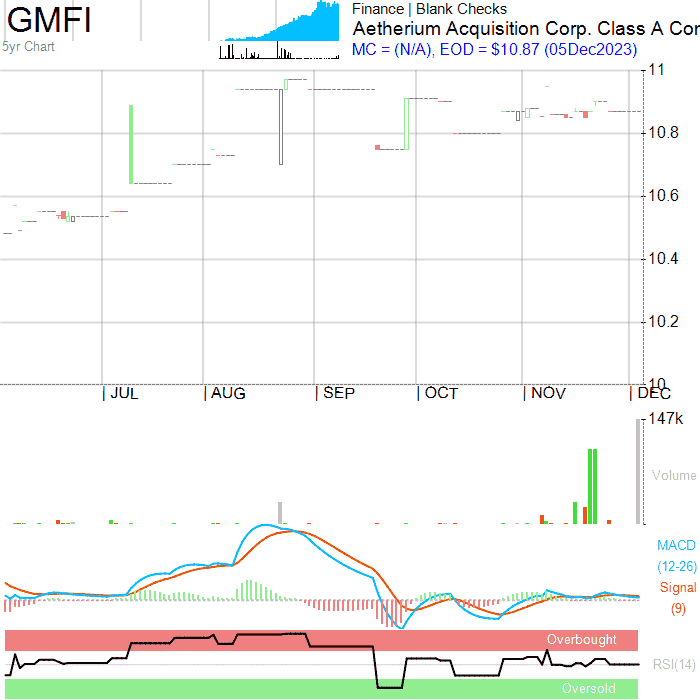 GMFI
5yr Chart
Finance | Blank Checks
Aetherium Acquisition Corp. Class A Cor
MC = (N/A), EOD = $10.87 (05Dec2023)
11
10.8
10.6
10.4
10.2
10
| JUL | AUG | SEP | OCT | NOV | DEC
147k
Volume
MACD
(12-26)
Signal
(9)
Overbought
RSI(14)
Oversold